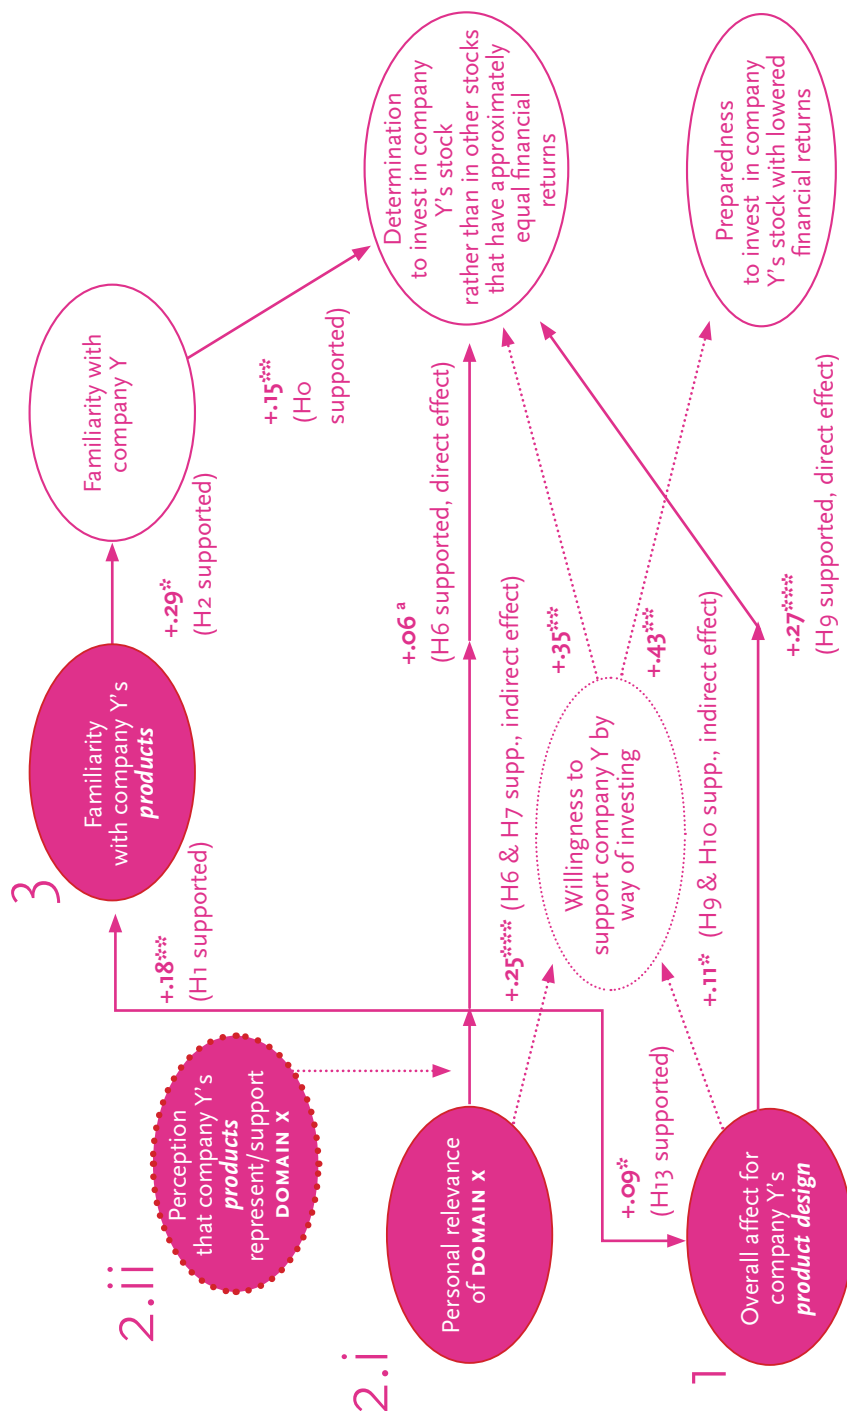 3
Familiarity
with company Y's
products
Familiarity with
company Y
Determination
to invest in company
Y's stock
rather than in other stocks
that have approximately
equal financial
returns
Preparedness
to invest in company
Y's stock with lowered
financial returns
+.29*
(H2 supported)
+.15**
(H0
supported)
+.18**
(H1 supported)
2.ii
Perception
that company Y's
products
represent/support
DOMAIN X
+.06 a
(H6 supported, direct effect)
2.i
Personal relevance
of DOMAIN X
+.25*** (H6 & H7 supp., indirect effect)
+.35**
Willingness to
support company Y by
way of investing
+.43**
+.09*
(H13 supported)
+.11* (H9 & H10 supp., indirect effect)
1
Overall affect for
company Y's
product design
+.27***
(H9 supported, direct effect)